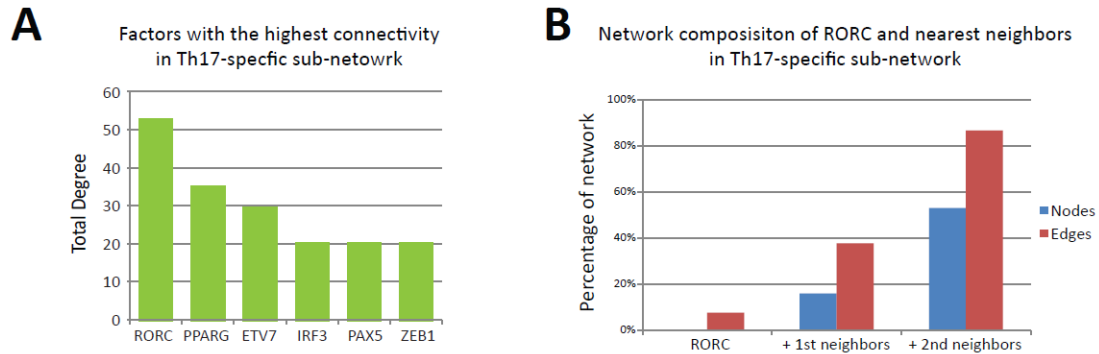 A
Factors with the highest connectivity
in Th17-specfic sub-netowrk
Total Degree
60
50
40
30
20
10
0
RORC PPARG ETV7 IRF3 PAX5 ZEB1
B
Network composiiton of RORC and nearest neighbors
in Th17-specific sub-network
Percentage of network
100%
80%
60%
40%
20%
0%
RORC + 1st neighbors + 2nd neighbors
Nodes
Edges